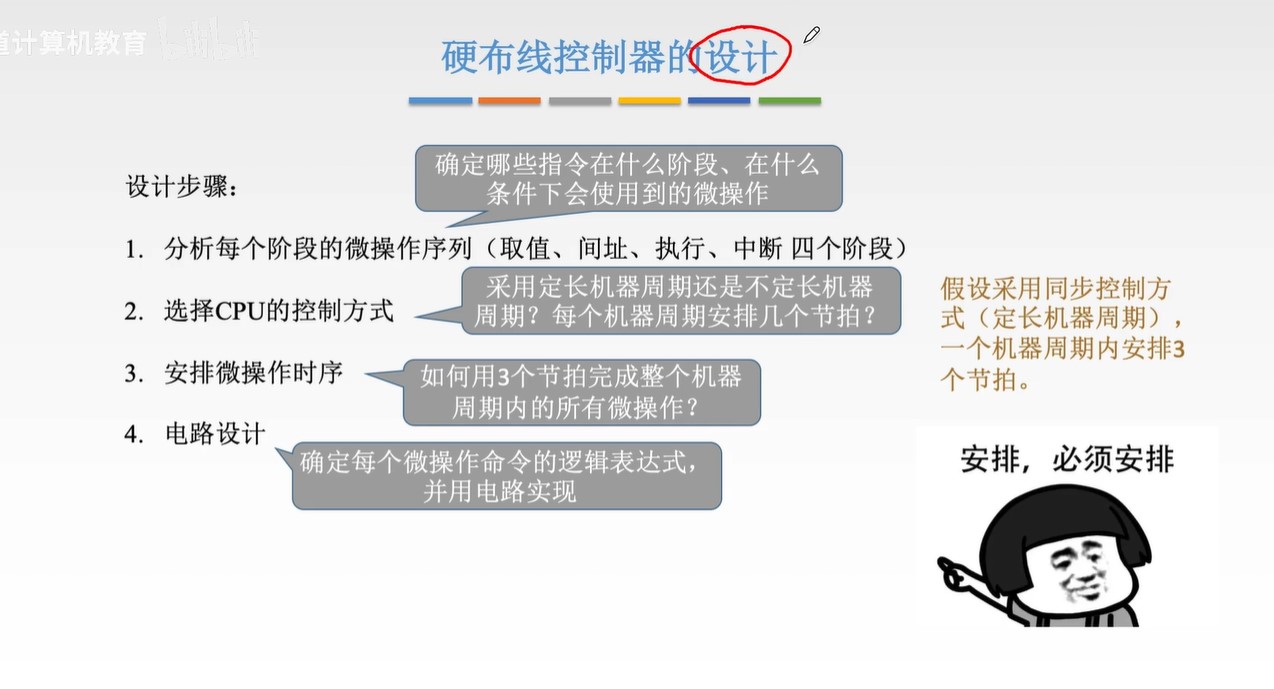 道计算机教育 bilibili
硬布线控制器的设计
确定哪些指令在什么阶段、在什么
条件下会使用到的微操作
设计步骤：
1. 分析每个阶段的微操作序列（取值、间址、执行、中断 四个阶段）
采用定长机器周期还是不定长机器
周期？每个机器周期安排几个节拍？
2. 选择CPU的控制方式
假设采用同步控制方
式（定长机器周期），
一个机器周期内安排3
个节拍。
3. 安排微操作时序
如何用3个节拍完成整个机器
周期内的所有微操作？
4. 电路设计
确定每个微操作命令的逻辑表达式，
并用电路实现
安排，必须安排